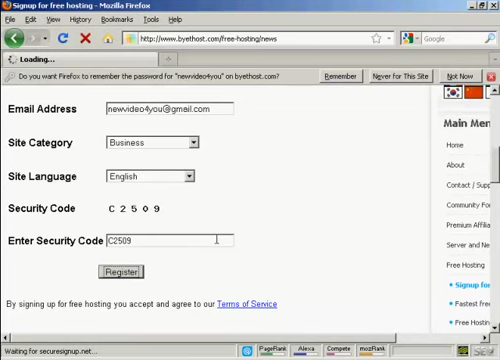 Signup for free hosting - Mozilla Firefox
File Edit View History Bookmarks Tools Help
http://www.byethost.com/free-hosting/news
Google
Loading...
Do you want Firefox to remember the password for "newvideo4you" on byethost.com? Remember Never for This Site Not Now
Email Address newvideo4you@gmail.com
Main Men
Site Category Business
Home
About
Site Language English
Contact / Supp
Community Fo
Security Code C 2 5 0 9
Premium Affilia
Enter Security Code C2509
Server and Ne
Free Hosting
Register
Signup for
Fastest free
By signing up for free hosting you accept and agree to our Terms of Service
Waiting for securesignup.net...
PageRank Alexa Compete mozRank